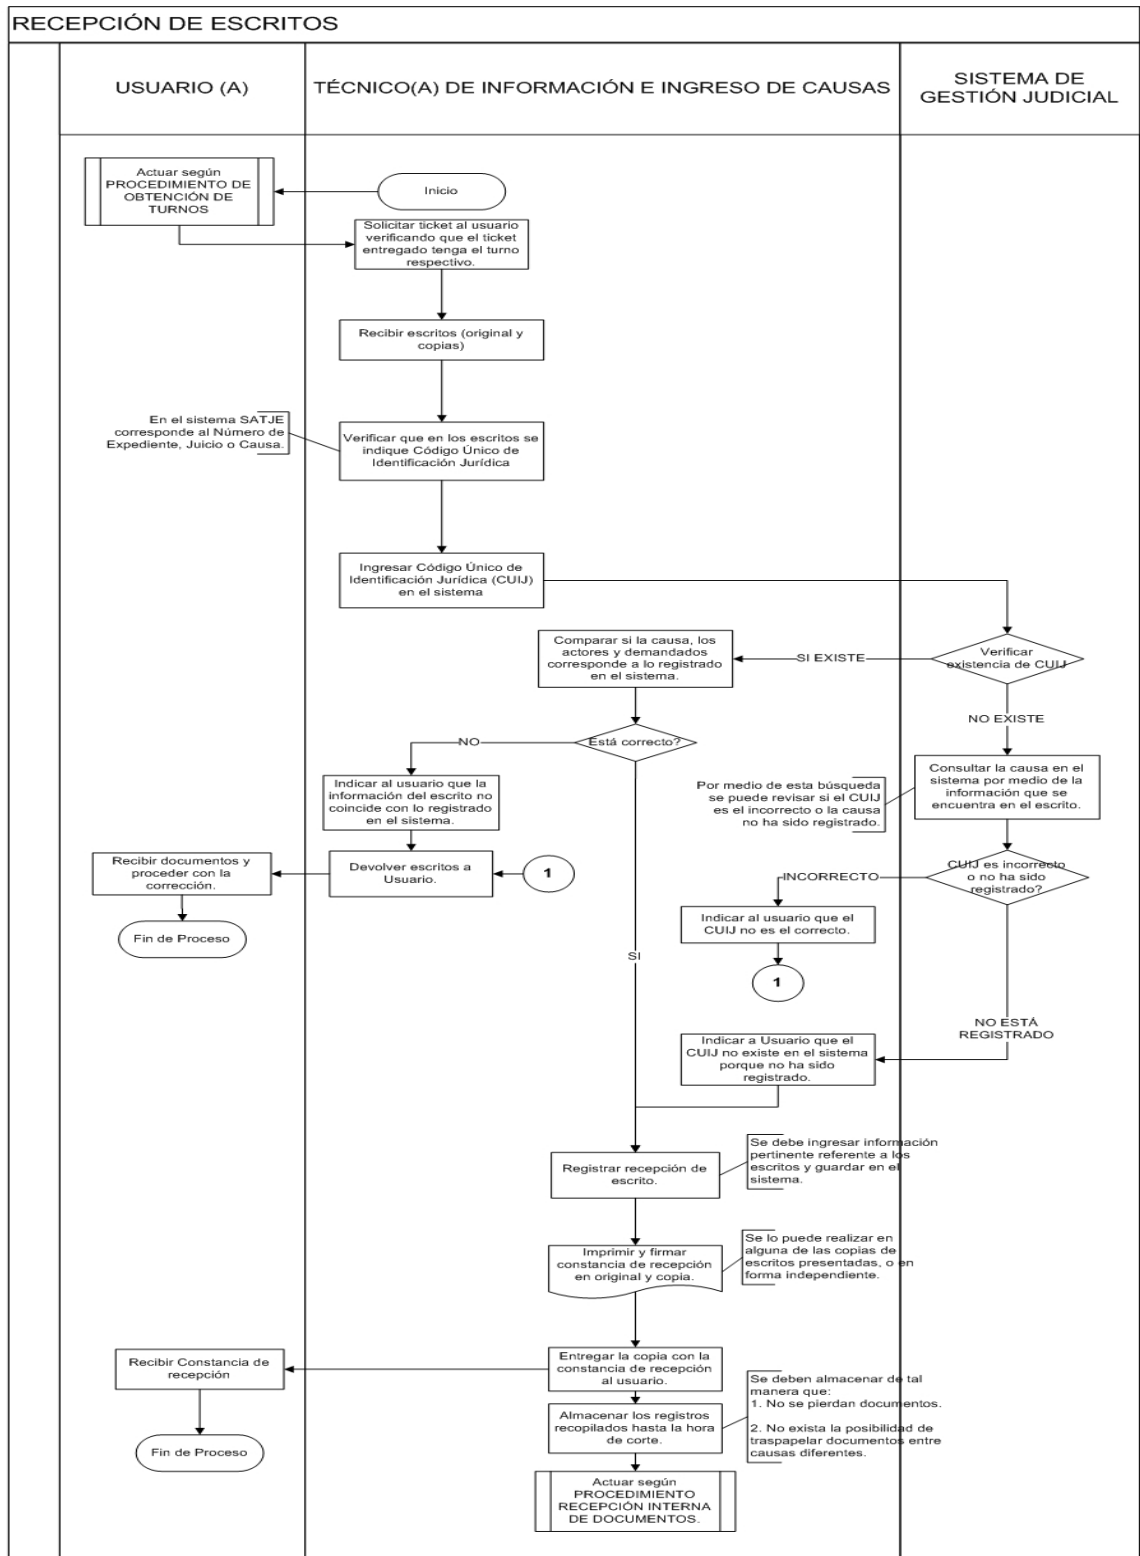 RECEPCIÓN DE ESCRITOS
USUARIO (A)
TÉCNICO(A) DE INFORMACIÓN E INGRESO DE CAUSAS
SISTEMA DE
GESTIÓN JUDICIAL
Actuar según
PROCEDIMIENTO DE
OBTENCIÓN DE
TURNOS
Inicio
Solicitar ticket al usuario
verificando que el ticket
entregado tenga el turno
respectivo.
Recibir escritos (original y
copias)
En el sistema SATJE
corresponde al Número de
Expediente, Juicio o Causa.
Verificar que en los escritos se
indique Código Único de
Identificación Jurídica
Ingresar Código Único de
Identificación Jurídica (CUIJ)
en el sistema
Comparar si la causa, los
actores y demandados
corresponde a lo registrado
en el sistema.
SI EXISTE
Verificar
existencia de CUIJ
NO EXISTE
NO
Está correcto?
Indicar al usuario que la
información del escrito no
coincide con lo registrado
en el sistema.
Por medio de esta búsqueda
se puede revisar si el CUIJ
es el incorrecto o la causa
no ha sido registrado.
Consultar la causa en el
sistema por medio de la
información que se
encuentra en el escrito.
Recibir documentos y
proceder con la
corrección.
Devolver escritos a
Usuario.
1
INCORRECTO
CUIJ es incorrecto
o no ha sido
registrado?
Fin de Proceso
Indicar al usuario que el
CUIJ no es el correcto.
SI
1
NO ESTÁ
REGISTRADO
Indicar a Usuario que el
CUIJ no existe en el sistema
porque no ha sido
registrado.
Registrar recepción de
escrito.
Se debe ingresar información
pertinente referente a los
escritos y guardar en el
sistema.
Imprimir y firmar
constancia de recepción
en original y copia.
Se lo puede realizar en
alguna de las copias de
escritos presentadas, o en
forma independiente.
Recibir Constancia de
recepción
Entregar la copia con la
constancia de recepción
al usuario.
Fin de Proceso
Almacenar los registros
recopilados hasta la hora
de corte.
Se deben almacenar de tal
manera que:
1. No se pierdan documentos.
2. No exista la posibilidad de
traspapelar documentos entre
causas diferentes.
Actuar según
PROCEDIMIENTO
RECEPCIÓN INTERNA
DE DOCUMENTOS.